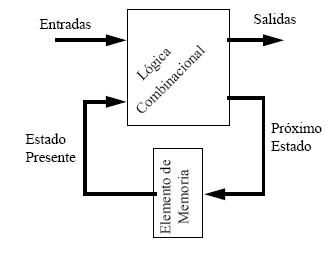 Entradas
Salidas
Lógica
Combinacional
Estado
Presente
Próximo
Estado
Elemento de
Memoria